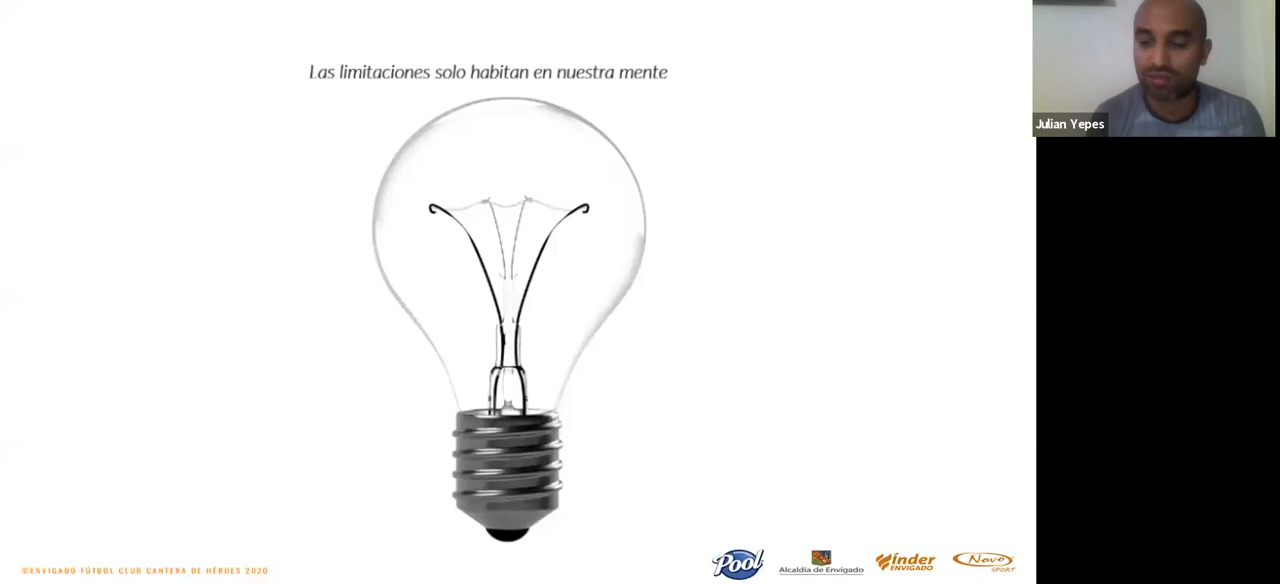 Las limitaciones solo habitan en nuestra mente
Julian Yepes
©ENVIGADO FÚTBOL CLUB CANTERA DE HÉROES 2020
Pool
Alcaldía de Envigado
Índer
ENVIGADO
Novo
SPORT